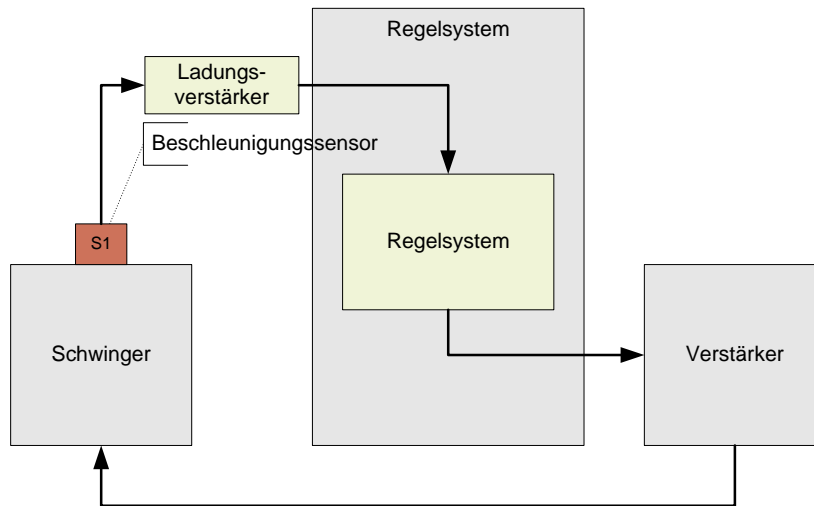 Regelsystem
Ladungs-
verstärker
Beschleunigungssensor
S1
Regelsystem
Schwinger
Verstärker